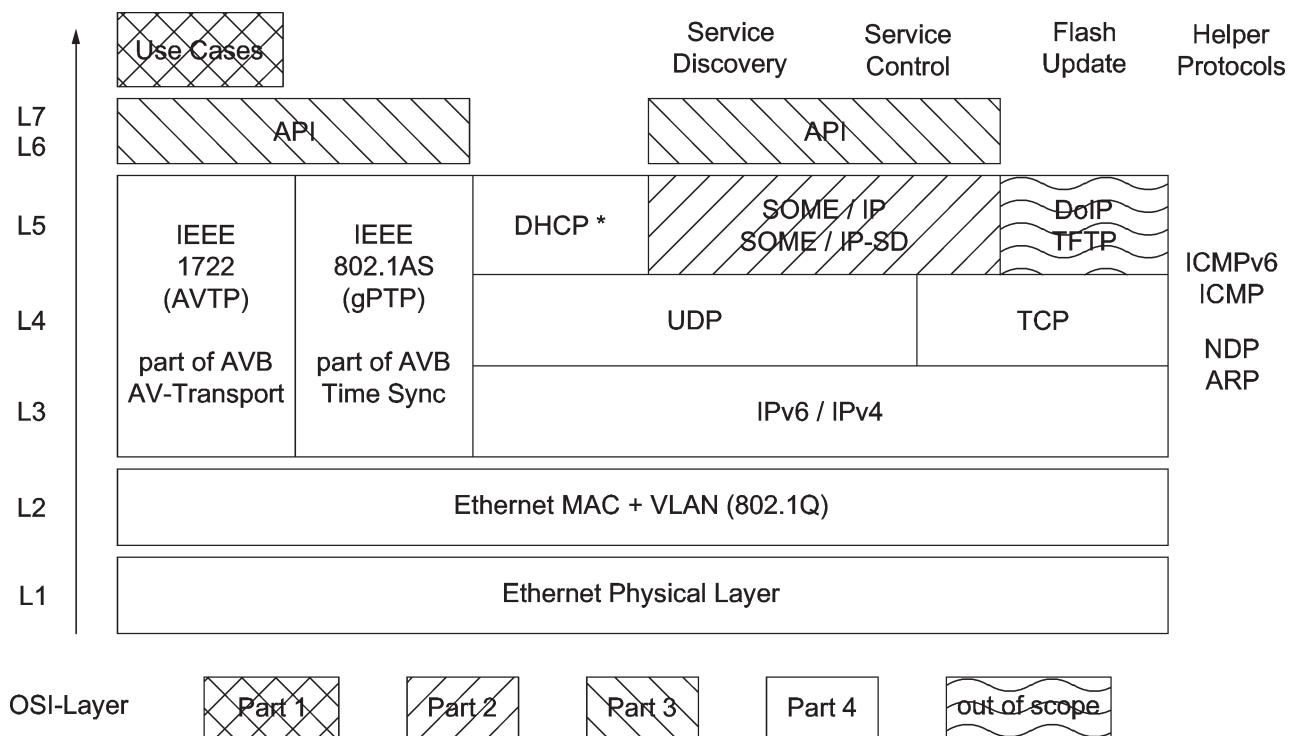 Use Cases
Service
Discovery
Service
Control
Flash
Update
Helper
Protocols
L7
L6
API
API
L5
IEEE
1722
(AVTP)
part of AVB
AV-Transport
IEEE
802.1AS
(gPTP)
part of AVB
Time Sync
DHCP *
SOME / IP
SOME / IP-SD
DoIP
TFTP
ICMPv6
ICMP
NDP
ARP
L4
UDP
TCP
L3
IPv6 / IPv4
L2
Ethernet MAC + VLAN (802.1Q)
L1
Ethernet Physical Layer
OSI-Layer
Part 1
Part 2
Part 3
Part 4
out of scope